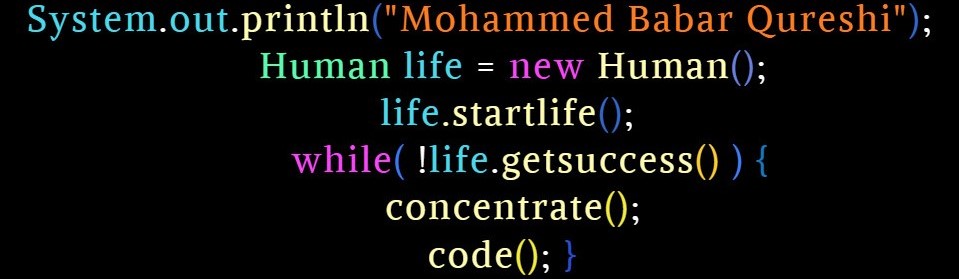 System.out.println("Mohammed Babar Qureshi");
Human life = new Human();
life.startlife();
while( !life.getsuccess() ) {
concentrate();
code(); }